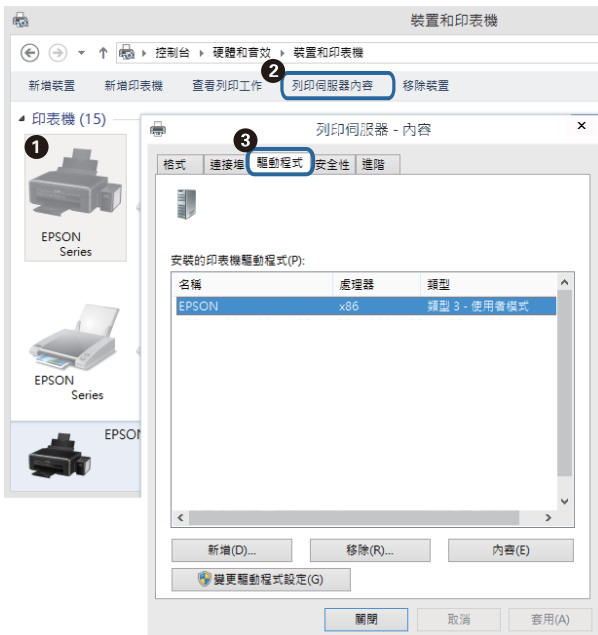 裝置和印表機
控制台 裝置和印表機 硬體和音效
新增裝置 新增印表機 查看列印工作 列印伺服器內容 移除裝置
2
印表機 (15)
1
EPSON
Series
EPSON
Series
EPSON
列印伺服器 - 內容
×
3
格式 連接埠 驅動程式 安全性 進階
安裝的印表機驅動程式(P):
名稱 處理器 類型
EPSON x86 類型 3 - 使用者模式
新增(D)... 移除(R)... 內容(E)
變更驅動程式設定(G)
關閉 取消 套用(A)